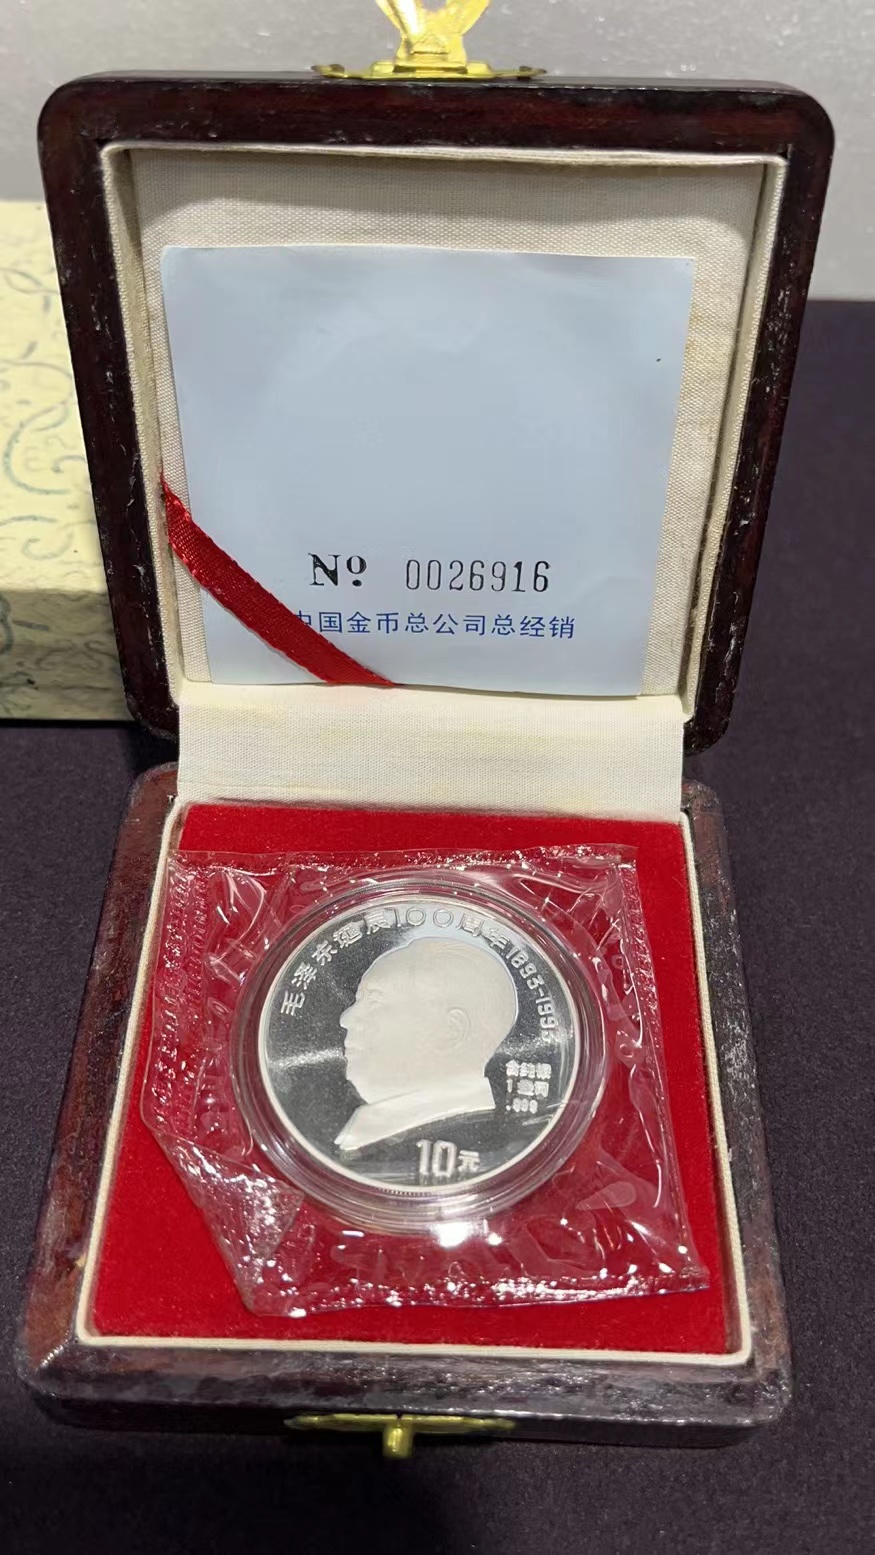 Nº 0026916
中国金币总公司总经销
毛泽东诞辰100周年1893-1993
含纯银
1盎司
.999
10元